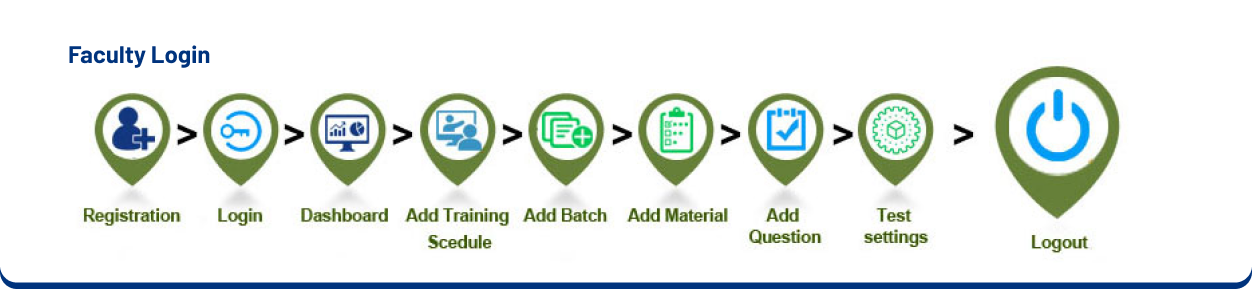 Faculty Login
> > > > > > > >
Registration Login Dashboard Add Training Add Batch Add Material Add Test
Scedule Question settings
Logout